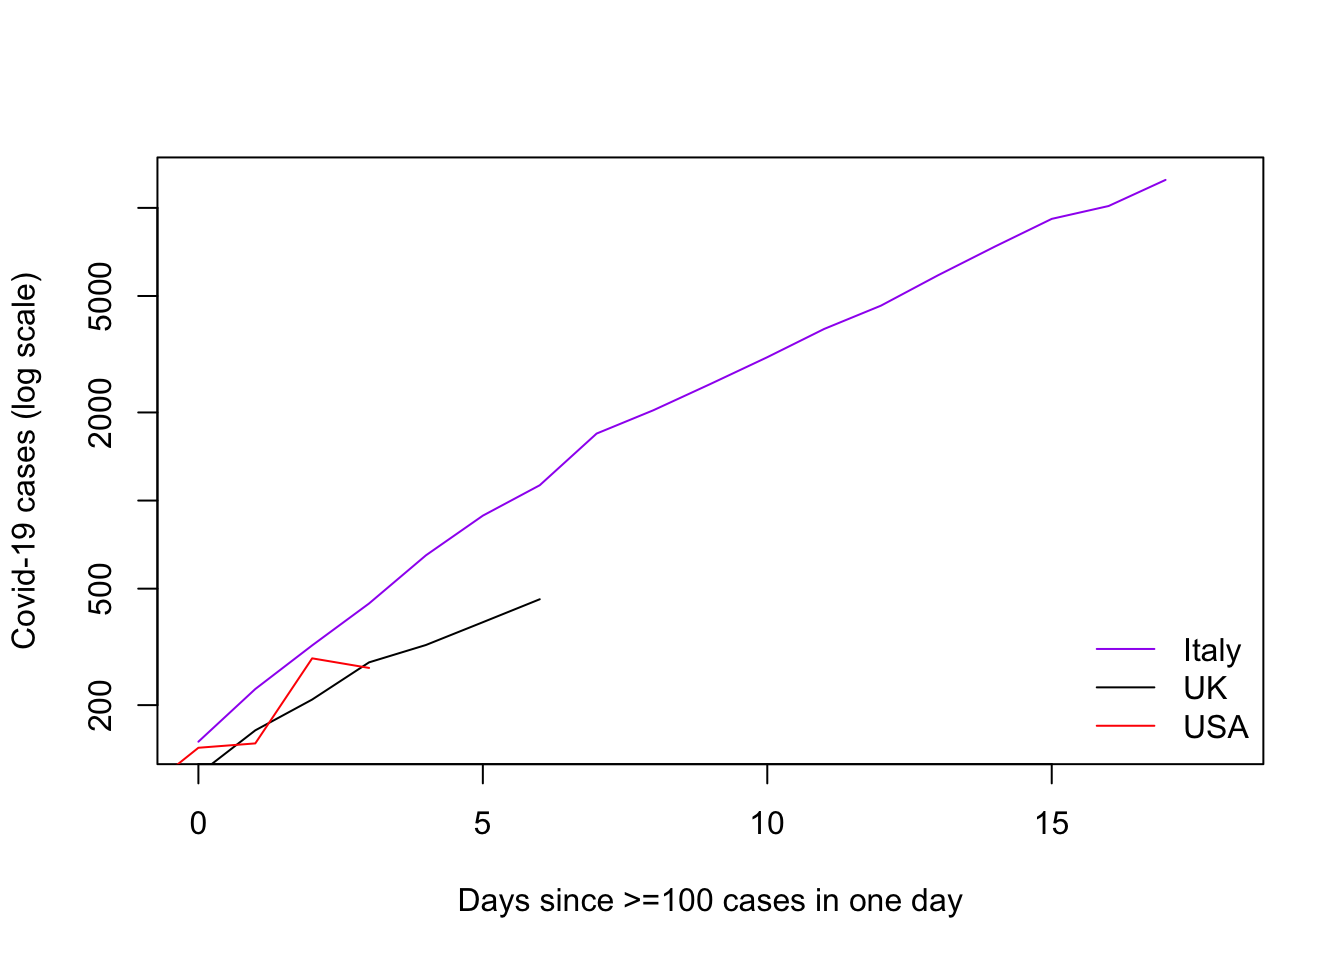 Covid-19 cases (log scale)
5000
2000
500
200
0 5 10 15
Days since >=100 cases in one day
Italy
UK
USA